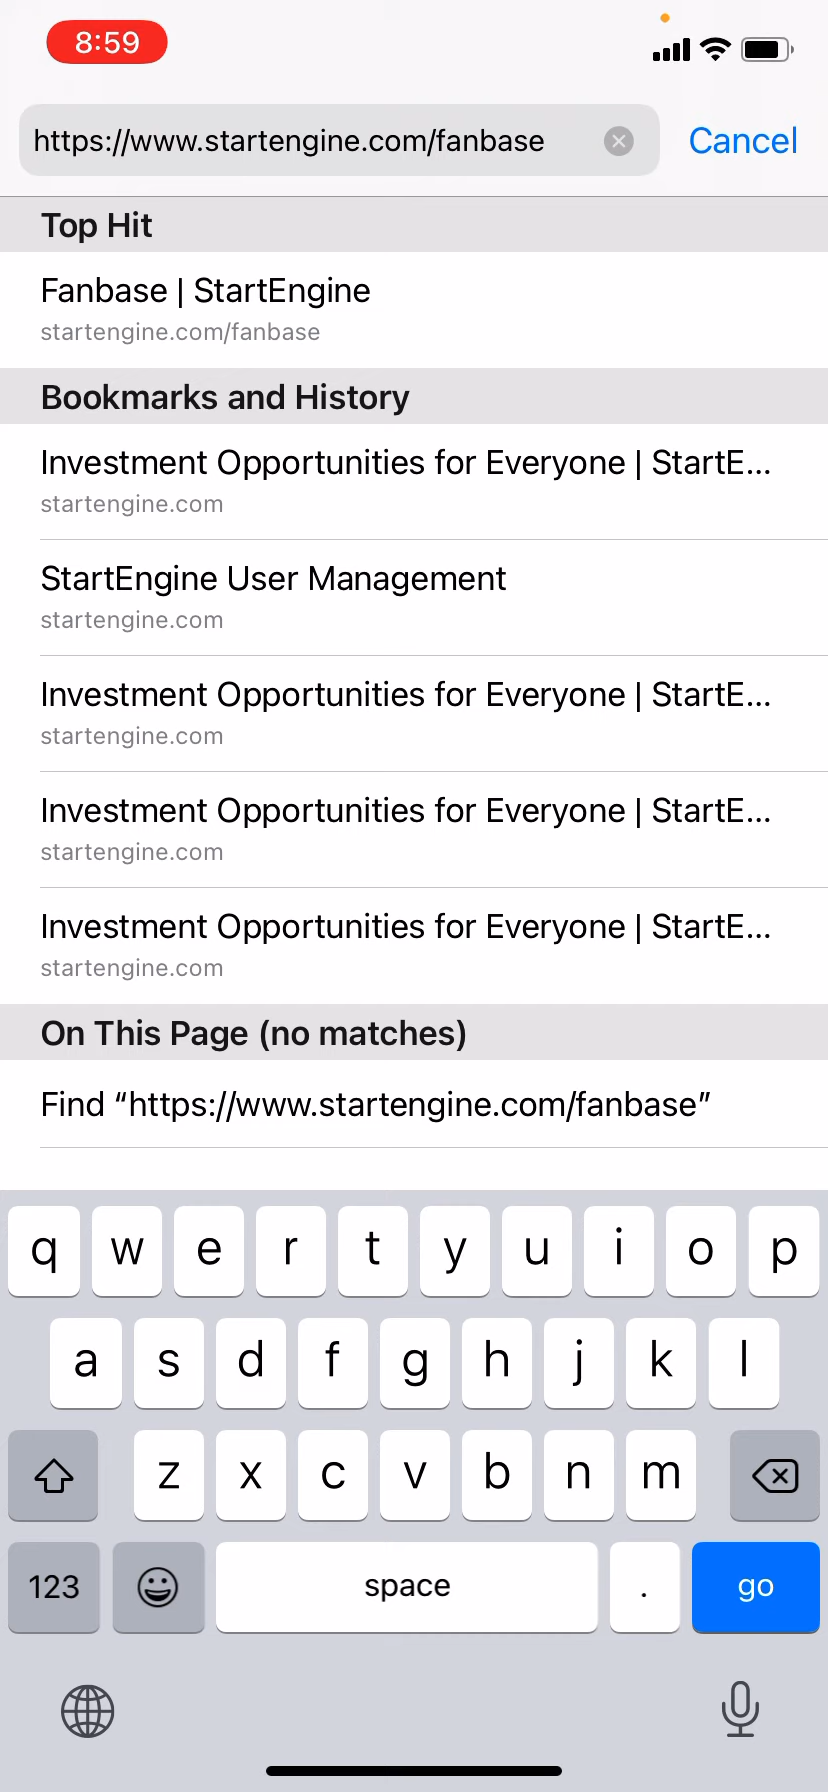 8:59
https://www.startengine.com/fanbase
Cancel
Top Hit
Fanbase | StartEngine
startengine.com/fanbase
Bookmarks and History
Investment Opportunities for Everyone | StartE...
startengine.com
StartEngine User Management
startengine.com
Investment Opportunities for Everyone | StartE...
startengine.com
Investment Opportunities for Everyone | StartE...
startengine.com
Investment Opportunities for Everyone | StartE...
startengine.com
On This Page (no matches)
Find “https://www.startengine.com/fanbase”
q w e r t y u i o p
a s d f g h j k l
z x c v b n m
123 space . go